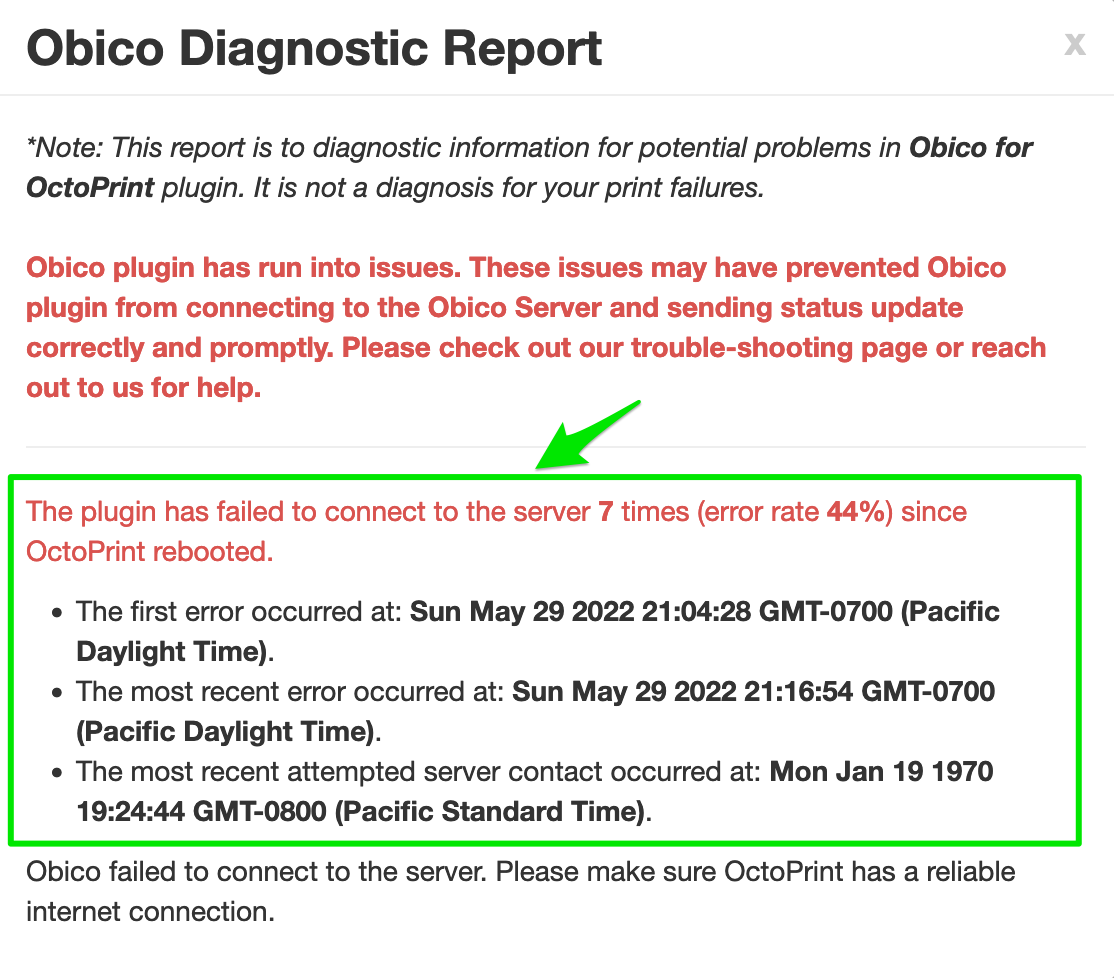 Obico Diagnostic Report
x
*Note: This report is to diagnostic information for potential problems in Obico for
OctoPrint plugin. It is not a diagnosis for your print failures.
Obico plugin has run into issues. These issues may have prevented Obico
plugin from connecting to the Obico Server and sending status update
correctly and promptly. Please check out our trouble-shooting page or reach
out to us for help.
The plugin has failed to connect to the server 7 times (error rate 44%) since
OctoPrint rebooted.
• The first error occurred at: Sun May 29 2022 21:04:28 GMT-0700 (Pacific
Daylight Time).
• The most recent error occurred at: Sun May 29 2022 21:16:54 GMT-0700
(Pacific Daylight Time).
• The most recent attempted server contact occurred at: Mon Jan 19 1970
19:24:44 GMT-0800 (Pacific Standard Time).
Obico failed to connect to the server. Please make sure OctoPrint has a reliable
internet connection.